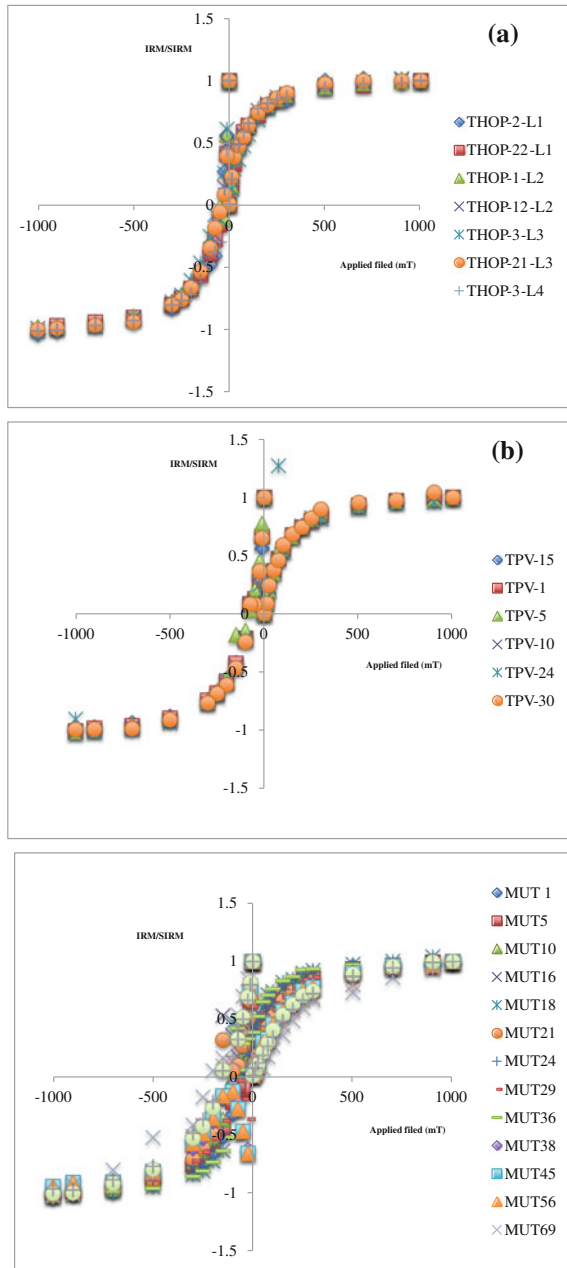 (a)
IRM/SIRM
1.5
1
0.5
0
-1000 -500 0 500 1000
Applied filed (mT)
-0.5
-1
-1.5
THOP-2-L1
THOP-22-L1
THOP-1-L2
THOP-12-L2
THOP-3-L3
THOP-21-L3
THOP-3-L4
(b)
IRM/SIRM
1.5
1
0.5
0
-1000 -500 0 500 1000
Applied filed (mT)
-0.5
-1
-1.5
TPV-15
TPV-1
TPV-5
TPV-10
TPV-24
TPV-30
IRM/SIRM
1.5
1
0.5
0
-1000 -500 0 500 1000
Applied filed (mT)
-0.5
-1
-1.5
MUT 1
MUT5
MUT10
MUT16
MUT18
MUT21
MUT24
MUT29
MUT36
MUT38
MUT45
MUT56
MUT69